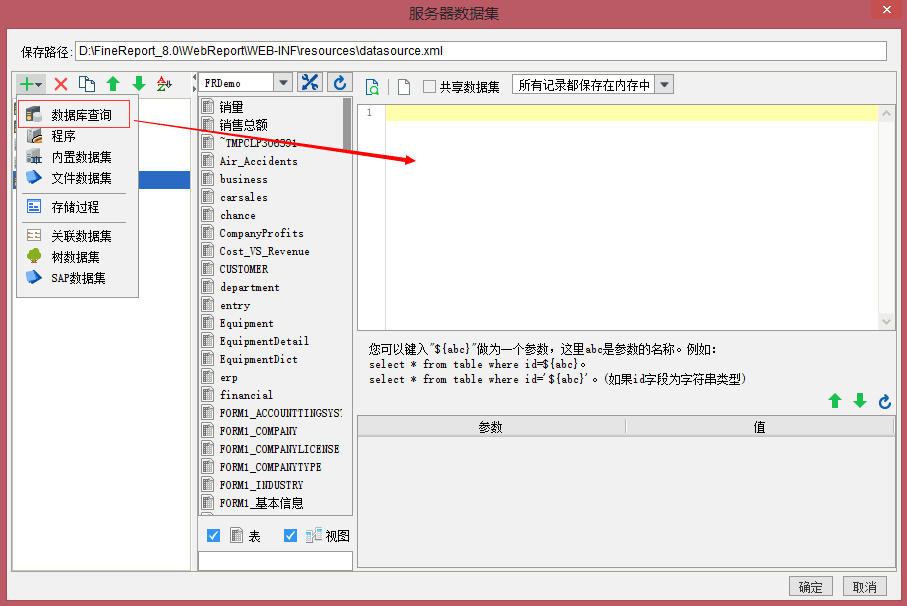 服务器数据集
保存路径: D:\FineReport_8.0\WebReport\WEB-INF\resources\datasource.xml
FRDemo
共享数据集
所有记录都保存在内存中
数据库查询
程序
内置数据集
文件数据集
存储过程
关联数据集
树数据集
SAP数据集
销量
销售总额
~TMPCLP306391
Air_Accidents
business
carsales
chance
CompanyProfits
Cost_VS_Revenue
CUSTOMER
department
entry
Equipment
EquipmentDetail
EquipmentDict
erp
financial
FORM1_ACCOUNTTINGSYS
FORM1_COMPANY
FORM1_COMPANYLICENSE
FORM1_COMPANYTYPE
FORM1_INDUSTRY
FORM1_基本信息
表
视图
1
您可以键入"${abc}"做为一个参数，这里abc是参数的名称。例如:
select * from table where id=${abc}。
select * from table where id='${abc}'。(如果id字段为字符串类型)
参数
值
确定
取消